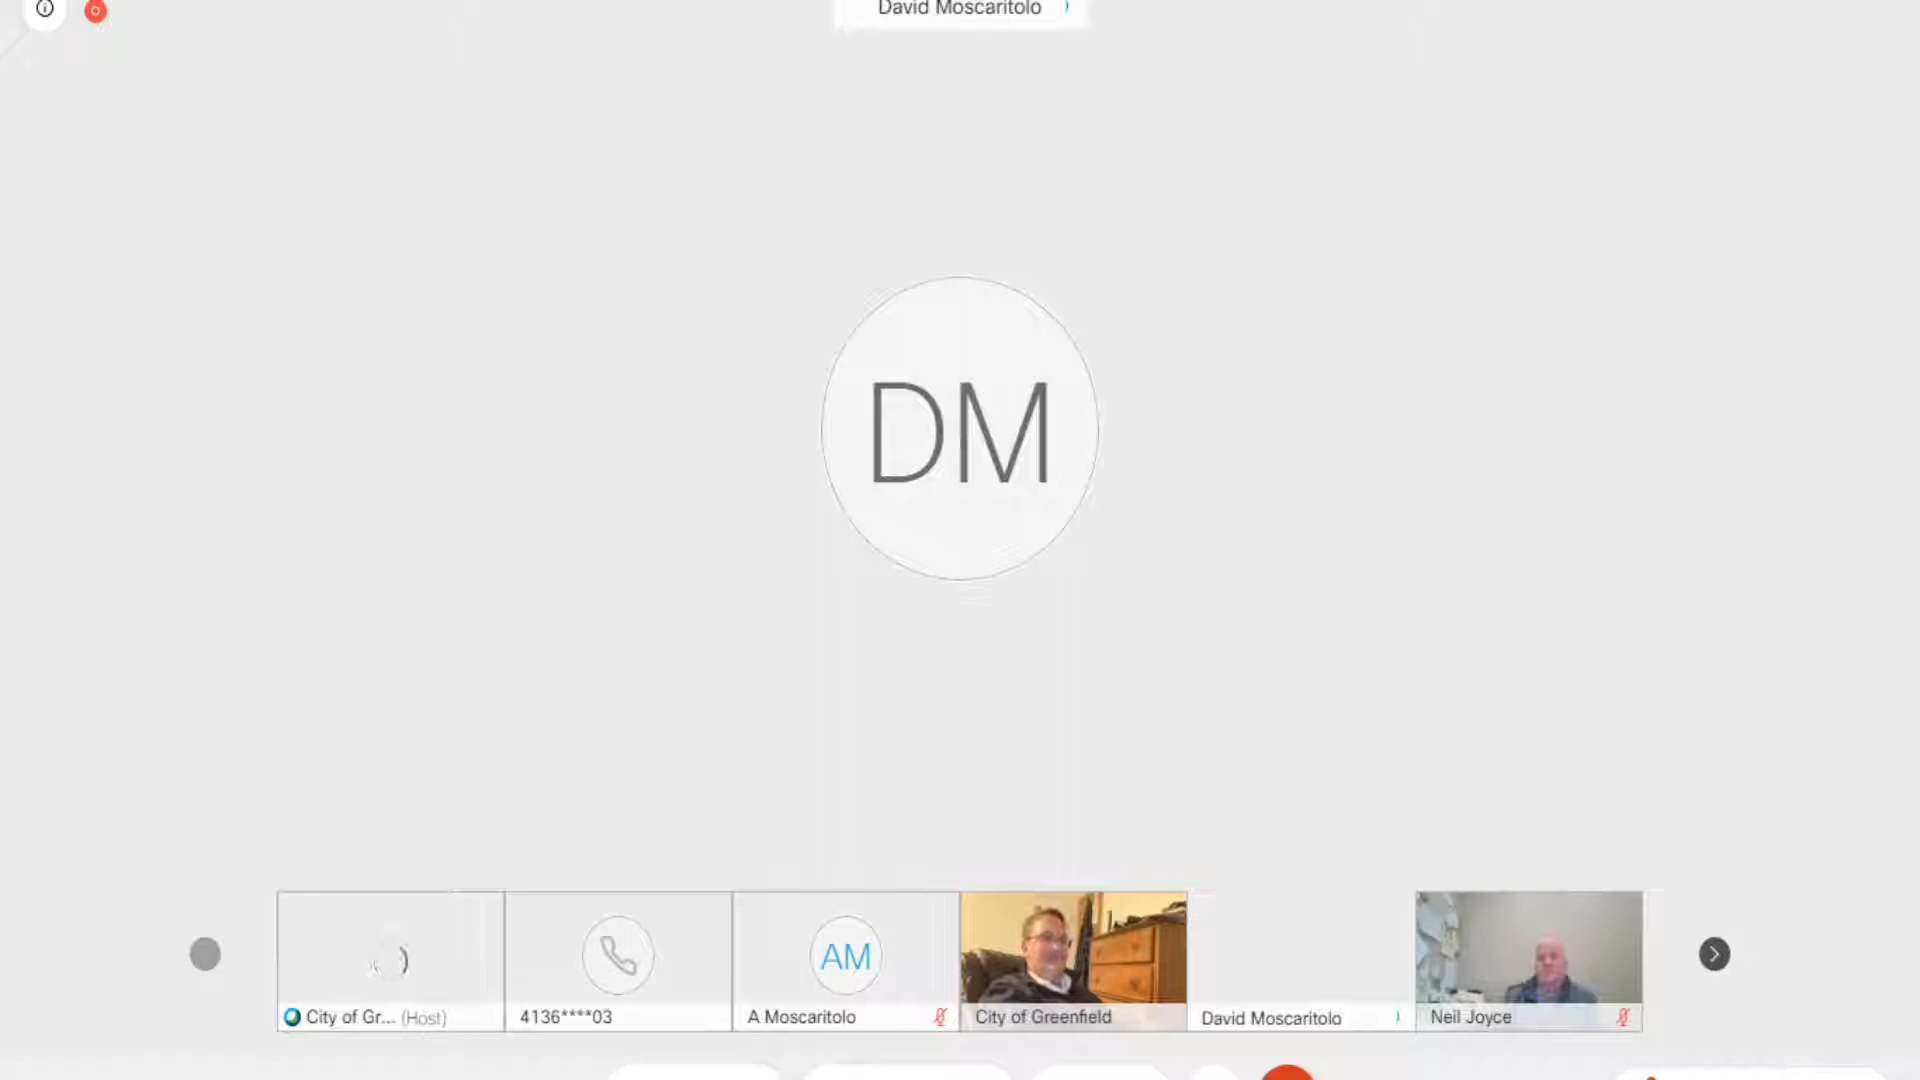 David Moscaritolo
DM
AM
City of Gr... (Host)
4136****03
A Moscaritolo
City of Greenfield
David Moscaritolo
Neil Joyce